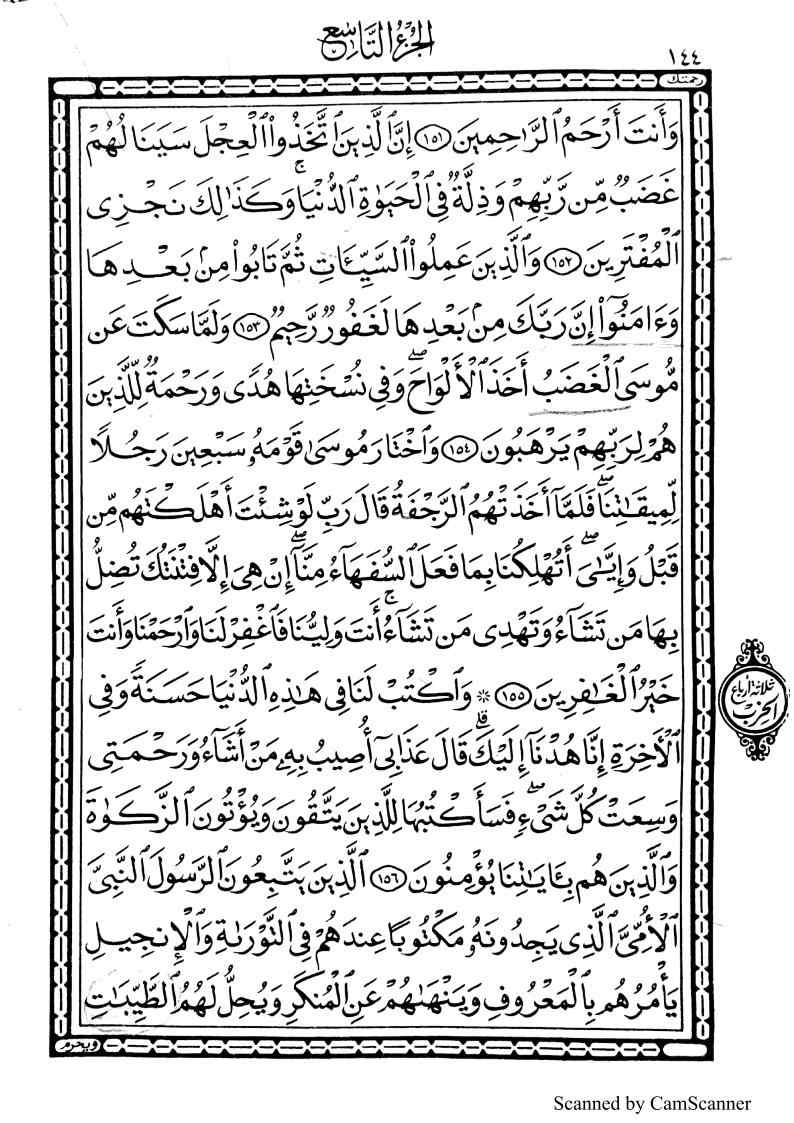 ١٤٤
الجُزْءُ التَّاسِع
رحمتك
وَأَنتَ أَرْحَمُ ٱلرَّٰحِمِينَ ١٥١ إِنَّ ٱلَّذِينَ ٱتَّخَذُوا۟ ٱلْعِجْلَ سَيَنَالُهُمْ
غَضَبٌ مِّن رَّبِّهِمْ وَذِلَّةٌ فِى ٱلْحَيَوٰةِ ٱلدُّنْيَا ۚ وَكَذَٰلِكَ نَجْزِى
ٱلْمُفْتَرِينَ ١٥٢ وَٱلَّذِينَ عَمِلُوا۟ ٱلسَّيِّـَٔاتِ ثُمَّ تَابُوا۟ مِنۢ بَعْدِهَا
وَءَامَنُوٓا۟ إِنَّ رَبَّكَ مِنۢ بَعْدِهَا لَغَفُورٌ رَّحِيمٌ ١٥٣ وَلَمَّا سَكَتَ عَن
مُّوسَى ٱلْغَضَبُ أَخَذَ ٱلْأَلْوَاحَ ۖ وَفِى نُسْخَتِهَا هُدًى وَرَحْمَةٌ لِّلَّذِينَ
هُمْ لِرَبِّهِمْ يَرْهَبُونَ ١٥٤ وَٱخْتَارَ مُوسَىٰ قَوْمَهُۥ سَبْعِينَ رَجُلًا
لِّمِيقَـٰتِنَا ۖ فَلَمَّآ أَخَذَتْهُمُ ٱلرَّجْفَةُ قَالَ رَبِّ لَوْ شِئْتَ أَهْلَكْتَهُم مِّن
قَبْلُ وَإِيَّـٰىَ ۖ أَتُهْلِكُنَا بِمَا فَعَلَ ٱلسُّفَهَآءُ مِنَّآ ۖ إِنْ هِىَ إِلَّا فِتْنَتُكَ تُضِلُّ
بِهَا مَن تَشَآءُ وَتَهْدِى مَن تَشَآءُ ۚ أَنتَ وَلِيُّنَا فَٱغْفِرْ لَنَا وَٱرْحَمْنَا وَأَنتَ
خَيْرُ ٱلْغَـٰفِرِينَ ١٥٥ ۞ وَٱكْتُبْ لَنَا فِى هَـٰذِهِ ٱلدُّنْيَا حَسَنَةً وَفِى
ٱلْـَٔاخِرَةِ إِنَّا هُدْنَآ إِلَيْكَ ۚ قَالَ عَذَابِىٓ أُصِيبُ بِهِۦ مَنْ أَشَآءُ وَرَحْمَتِى
وَسِعَتْ كُلَّ شَىْءٍ ۖ فَسَأَكْتُبُهَا لِلَّذِينَ يَتَّقُونَ وَيُؤْتُونَ ٱلزَّكَوٰةَ
وَٱلَّذِينَ هُم بِـَٔايَـٰتِنَا يُؤْمِنُونَ ١٥٦ ٱلَّذِينَ يَتَّبِعُونَ ٱلرَّسُولَ ٱلنَّبِىَّ
ٱلْأُمِّىَّ ٱلَّذِى يَجِدُونَهُۥ مَكْتُوبًا عِندَهُمْ فِى ٱلتَّوْرَىٰةِ وَٱلْإِنجِيلِ
يَأْمُرُهُم بِٱلْمَعْرُوفِ وَيَنْهَىٰهُمْ عَنِ ٱلْمُنكَرِ وَيُحِلُّ لَهُمُ ٱلطَّيِّبَـٰتِ
ويحرم
ثلاثة أرباع
الحزب
Scanned by CamScanner